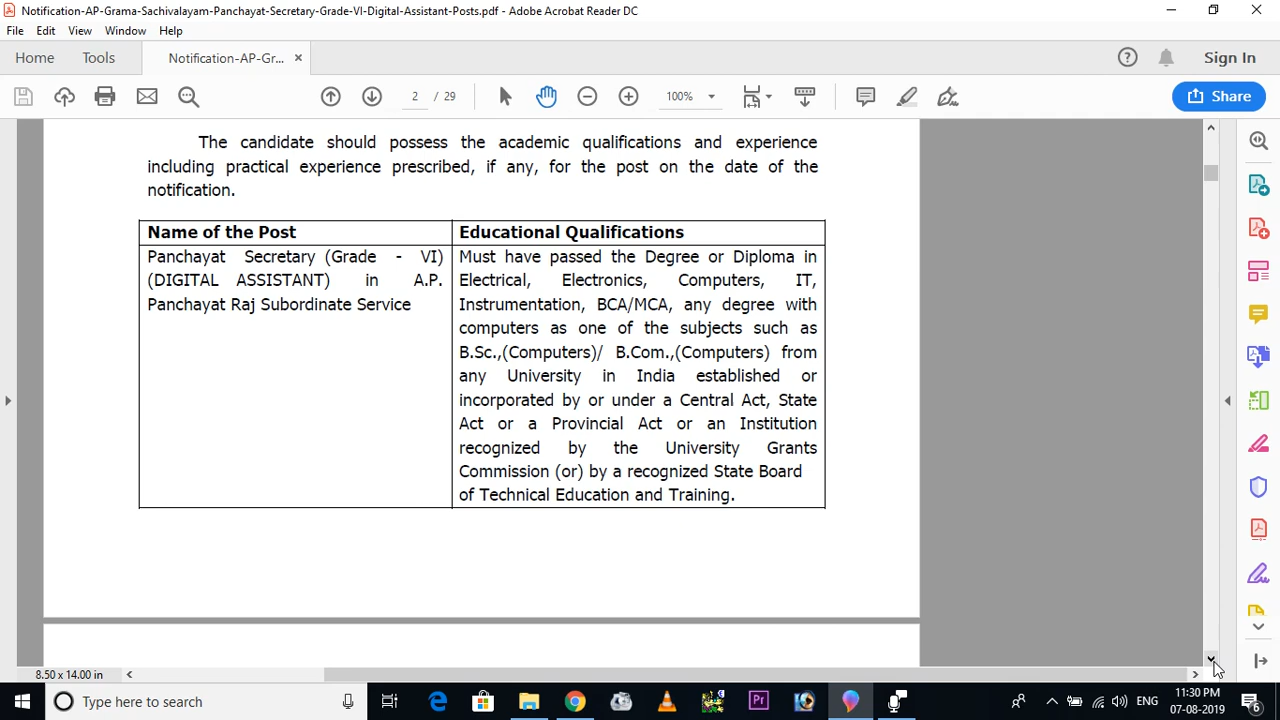 Notification-AP-Grama-Sachivalayam-Panchayat-Secretary-Grade-VI-Digital-Assistant-Posts.pdf - Adobe Acrobat Reader DC
File Edit View Window Help
Home Tools Notification-AP-Gr... × Sign In
2 / 29 100% Share
The candidate should possess the academic qualifications and experience
including practical experience prescribed, if any, for the post on the date of the
notification.
Name of the Post Educational Qualifications
Panchayat Secretary (Grade - VI) Must have passed the Degree or Diploma in
(DIGITAL ASSISTANT) in A.P. Electrical, Electronics, Computers, IT,
Panchayat Raj Subordinate Service Instrumentation, BCA/MCA, any degree with
computers as one of the subjects such as
B.Sc.,(Computers)/ B.Com.,(Computers) from
any University in India established or
incorporated by or under a Central Act, State
Act or a Provincial Act or an Institution
recognized by the University Grants
Commission (or) by a recognized State Board
of Technical Education and Training.
8.50 x 14.00 in
Type here to search Pr ENG 11:30 PM 6
07-08-2019